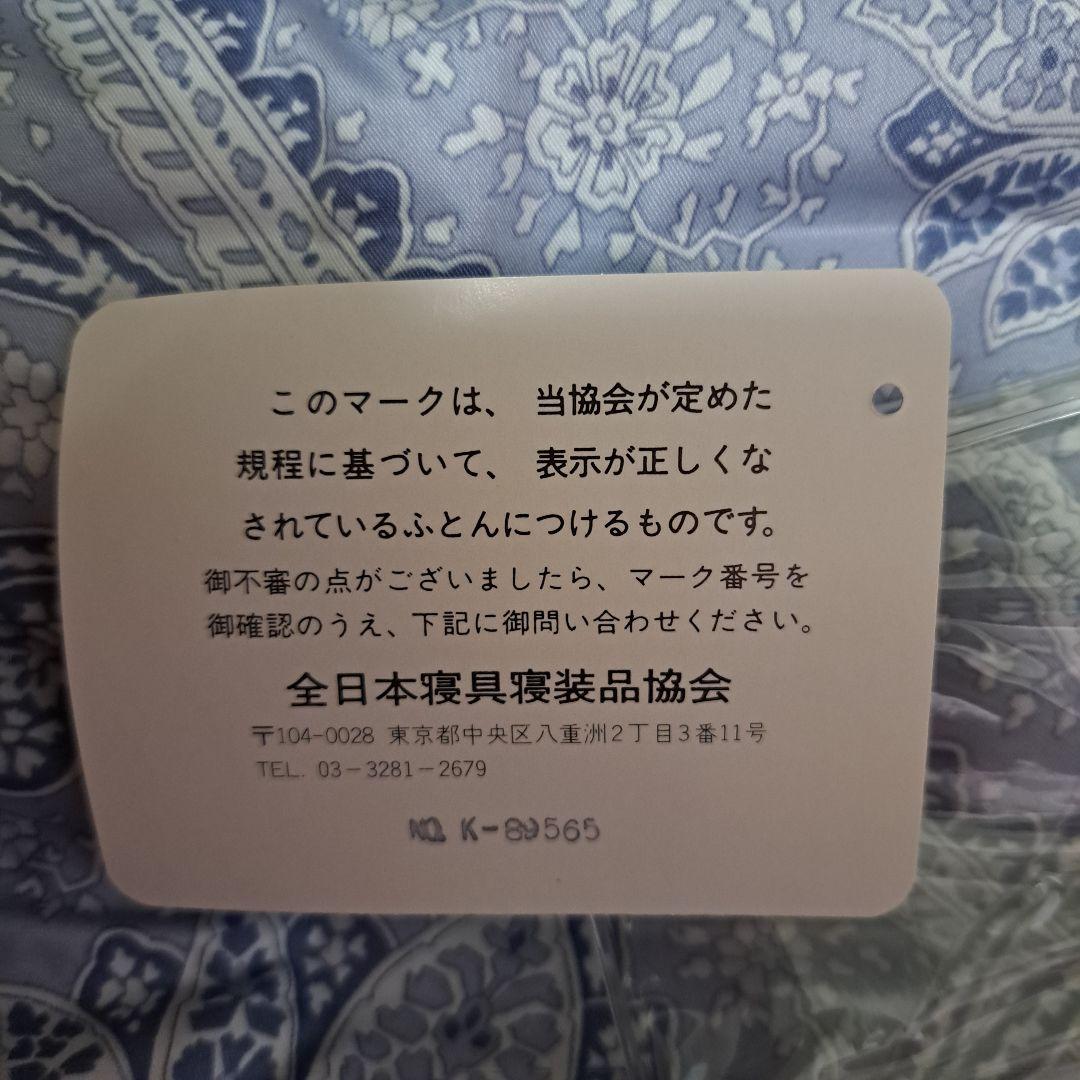 このマークは、 当協会が定めた
規程に基づいて、 表示が正しくな
されているふとんにつけるものです。
御不審の点がございましたら、マーク番号を
御確認のうえ、下記に御問い合わせください。
全日本寝具寝装品協会
〒104-0028 東京都中央区八重洲2丁目3番11号
TEL. 03-3281-2679
NO. K-89565